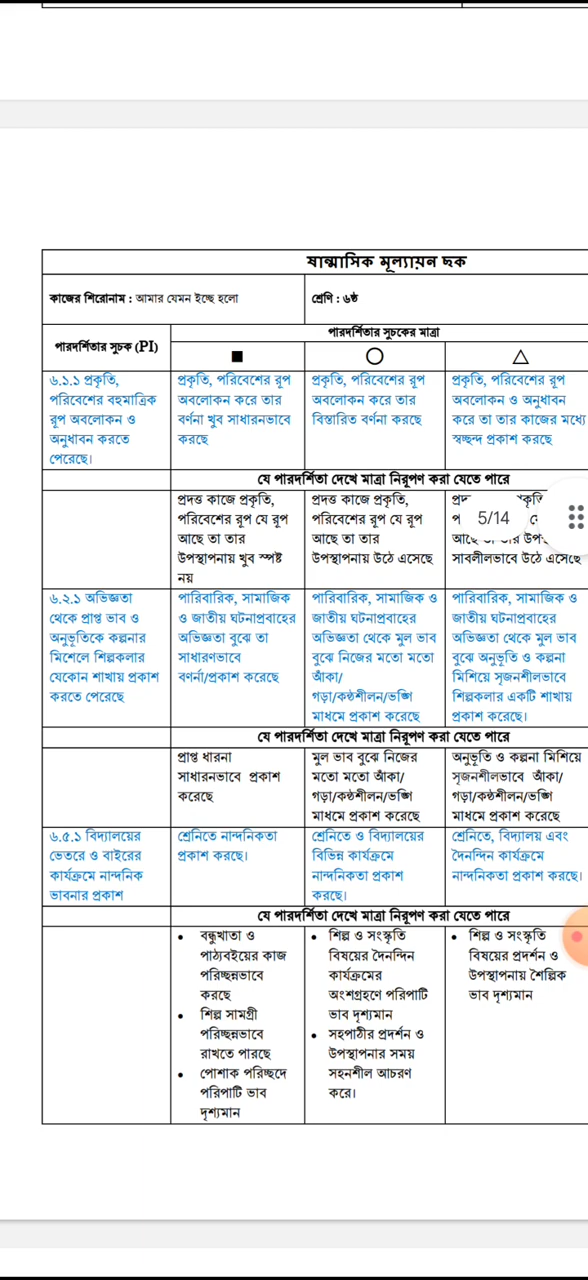 ষান্মাসিক মূল্যায়ন ছক
কাজের শিরোনাম : আমার যেমন ইচ্ছে হলো
শ্রেণি : ৬ষ্ঠ
পারদর্শিতার সুচক (PI)
পারদর্শিতার সুচকের মাত্রা
■ ○ △
৬.১.১ প্রকৃতি,
পরিবেশের বহুমাত্রিক
রূপ অবলোকন ও
অনুধাবন করতে
পেরেছে।
প্রকৃতি, পরিবেশের রূপ
অবলোকন করে তার
বর্ণনা খুব সাধারনভাবে
করছে
প্রকৃতি, পরিবেশের রূপ
অবলোকন করে তার
বিস্তারিত বর্ণনা করছে
প্রকৃতি, পরিবেশের রূপ
অবলোকন ও অনুধাবন
করে তা তার কাজের মধ্যে
স্বচ্ছন্দ প্রকাশ করছে
যে পারদর্শিতা দেখে মাত্রা নিরূপণ করা যেতে পারে
প্রদত্ত কাজে প্রকৃতি,
পরিবেশের রূপ যে রূপ
আছে তা তার
উপস্থাপনায় খুব স্পষ্ট
নয়
প্রদত্ত কাজে প্রকৃতি,
পরিবেশের রূপ যে রূপ
আছে তা তার
উপস্থাপনায় উঠে এসেছে
5/14
সাবলীলভাবে উঠে এসেছে
৬.২.১ অভিজ্ঞতা
থেকে প্রাপ্ত ভাব ও
অনুভূতিকে কল্পনার
মিশেলে শিল্পকলার
যেকোন শাখায় প্রকাশ
করতে পেরেছে
পারিবারিক, সামাজিক
ও জাতীয় ঘটনাপ্রবাহের
অভিজ্ঞতা বুঝে তা
সাধারণভাবে
বণর্না/প্রকাশ করেছে
পারিবারিক, সামাজিক ও
জাতীয় ঘটনাপ্রবাহের
অভিজ্ঞতা থেকে মুল ভাব
বুঝে নিজের মতো মতো
আঁকা/
গড়া/কণ্ঠশীলন/ভঙ্গি
মাধমে প্রকাশ করেছে
পারিবারিক, সামাজিক ও
জাতীয় ঘটনাপ্রবাহের
অভিজ্ঞতা থেকে মুল ভাব
বুঝে অনুভূতি ও কল্পনা
মিশিয়ে সৃজনশীলভাবে
শিল্পকলার একটি শাখায়
প্রকাশ করেছে।
যে পারদর্শিতা দেখে মাত্রা নিরূপণ করা যেতে পারে
প্রাপ্ত ধারনা
সাধারনভাবে প্রকাশ
করেছে
মুল ভাব বুঝে নিজের
মতো মতো আঁকা/
গড়া/কণ্ঠশীলন/ভঙ্গি
মাধমে প্রকাশ করেছে
অনুভূতি ও কল্পনা মিশিয়ে
সৃজনশীলভাবে আঁকা/
গড়া/কণ্ঠশীলন/ভঙ্গি
মাধমে প্রকাশ করেছে
৬.৫.১ বিদ্যালয়ের
ভেতরে ও বাইরের
কার্যক্রমে নান্দনিক
ভাবনার প্রকাশ
শ্রেনিতে নান্দনিকতা
প্রকাশ করছে।
শ্রেনিতে ও বিদ্যালয়ের
বিভিন্ন কার্যক্রমে
নান্দনিকতা প্রকাশ
করছে।
শ্রেনিতে, বিদ্যালয় এবং
দৈনন্দিন কার্যক্রমে
নান্দনিকতা প্রকাশ করছে।
যে পারদর্শিতা দেখে মাত্রা নিরূপণ করা যেতে পারে
• বন্ধুখাতা ও
পাঠ্যবইয়ের কাজ
পরিচ্ছন্নভাবে
করছে
• শিল্প সামগ্রী
পরিচ্ছন্নভাবে
রাখতে পারছে
• পোশাক পরিচ্ছদে
পরিপাটি ভাব
দৃশ্যমান
• শিল্প ও সংস্কৃতি
বিষয়ের দৈনন্দিন
কার্যক্রমের
অংশগ্রহণে পরিপাটি
ভাব দৃশ্যমান
• সহপাঠীর প্রদর্শন ও
উপস্থাপনার সময়
সহনশীল আচরণ
করে।
• শিল্প ও সংস্কৃতি
বিষয়ের প্রদর্শন ও
উপস্থাপনায় শৈল্পিক
ভাব দৃশ্যমান